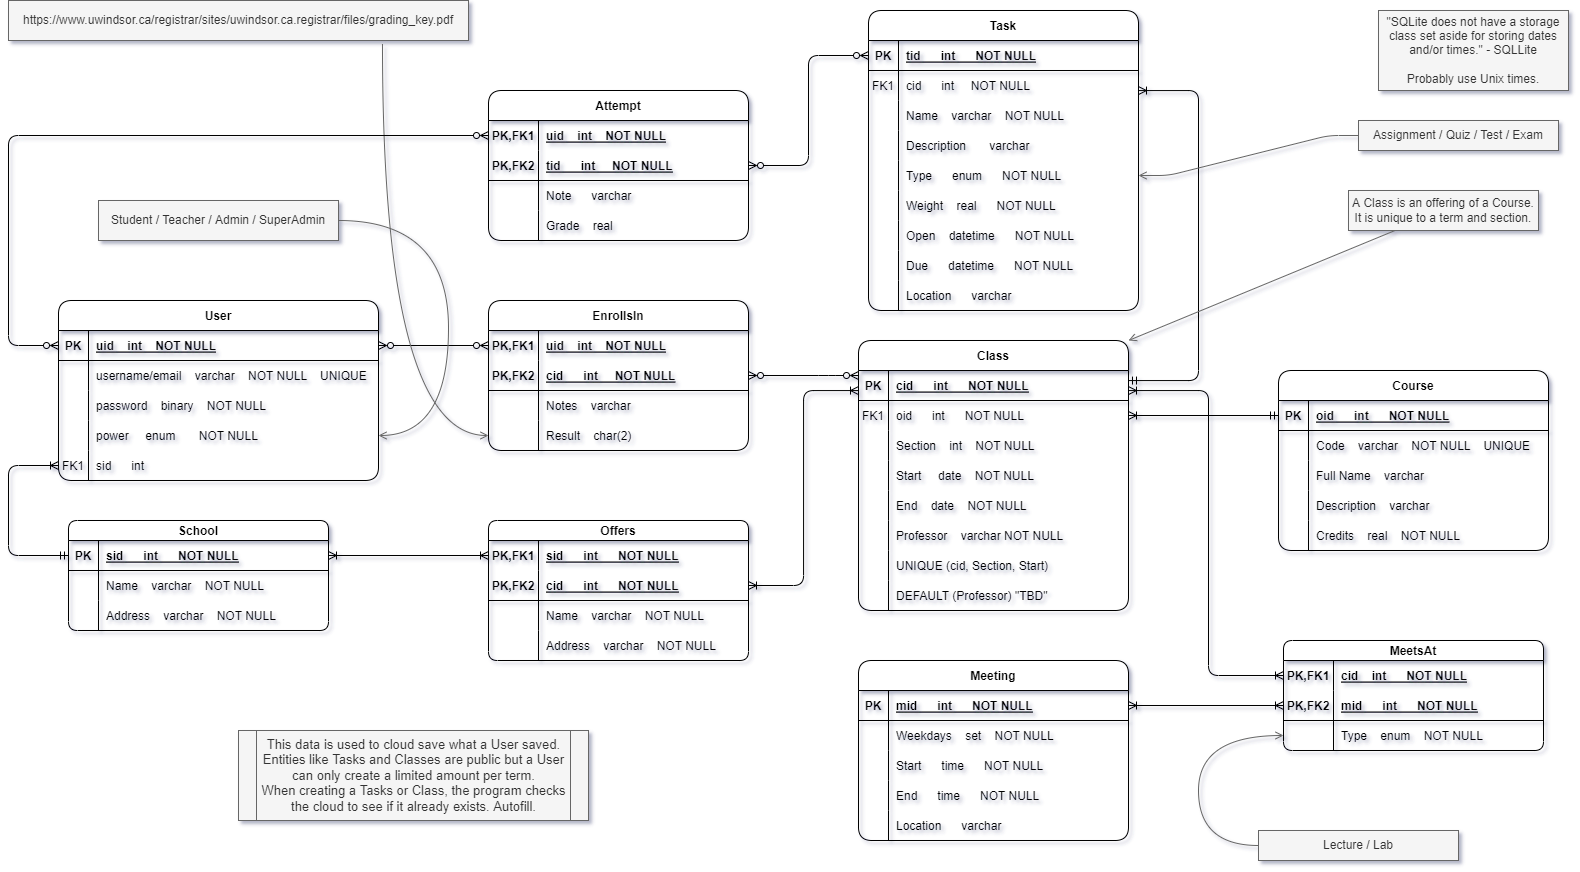 https://www.uwindsor.ca/registrar/sites/uwindsor.ca.registrar/files/grading_key.pdf
Task
PK tid int NOT NULL
FK1 cid int NOT NULL
Name varchar NOT NULL
Description varchar
Type enum NOT NULL
Weight real NOT NULL
Open datetime NOT NULL
Due datetime NOT NULL
Location varchar
"SQLite does not have a storage
class set aside for storing dates
and/or times." - SQLLite
Probably use Unix times.
Assignment / Quiz / Test / Exam
A Class is an offering of a Course.
It is unique to a term and section.
Attempt
PK,FK1 uid int NOT NULL
PK,FK2 tid int NOT NULL
Note varchar
Grade real
Student / Teacher / Admin / SuperAdmin
User
PK uid int NOT NULL
username/email varchar NOT NULL UNIQUE
password binary NOT NULL
power enum NOT NULL
FK1 sid int
EnrollsIn
PK,FK1 uid int NOT NULL
PK,FK2 cid int NOT NULL
Notes varchar
Result char(2)
Class
PK cid int NOT NULL
FK1 oid int NOT NULL
Section int NOT NULL
Start date NOT NULL
End date NOT NULL
Professor varchar NOT NULL
UNIQUE (cid, Section, Start)
DEFAULT (Professor) "TBD"
Course
PK oid int NOT NULL
Code varchar NOT NULL UNIQUE
Full Name varchar
Description varchar
Credits real NOT NULL
School
PK sid int NOT NULL
Name varchar NOT NULL
Address varchar NOT NULL
Offers
PK,FK1 sid int NOT NULL
PK,FK2 cid int NOT NULL
Name varchar NOT NULL
Address varchar NOT NULL
Meeting
PK mid int NOT NULL
Weekdays set NOT NULL
Start time NOT NULL
End time NOT NULL
Location varchar
MeetsAt
PK,FK1 cid int NOT NULL
PK,FK2 mid int NOT NULL
Type enum NOT NULL
This data is used to cloud save what a User saved.
Entities like Tasks and Classes are public but a User
can only create a limited amount per term.
When creating a Tasks or Class, the program checks
the cloud to see if it already exists. Autofill.
Lecture / Lab